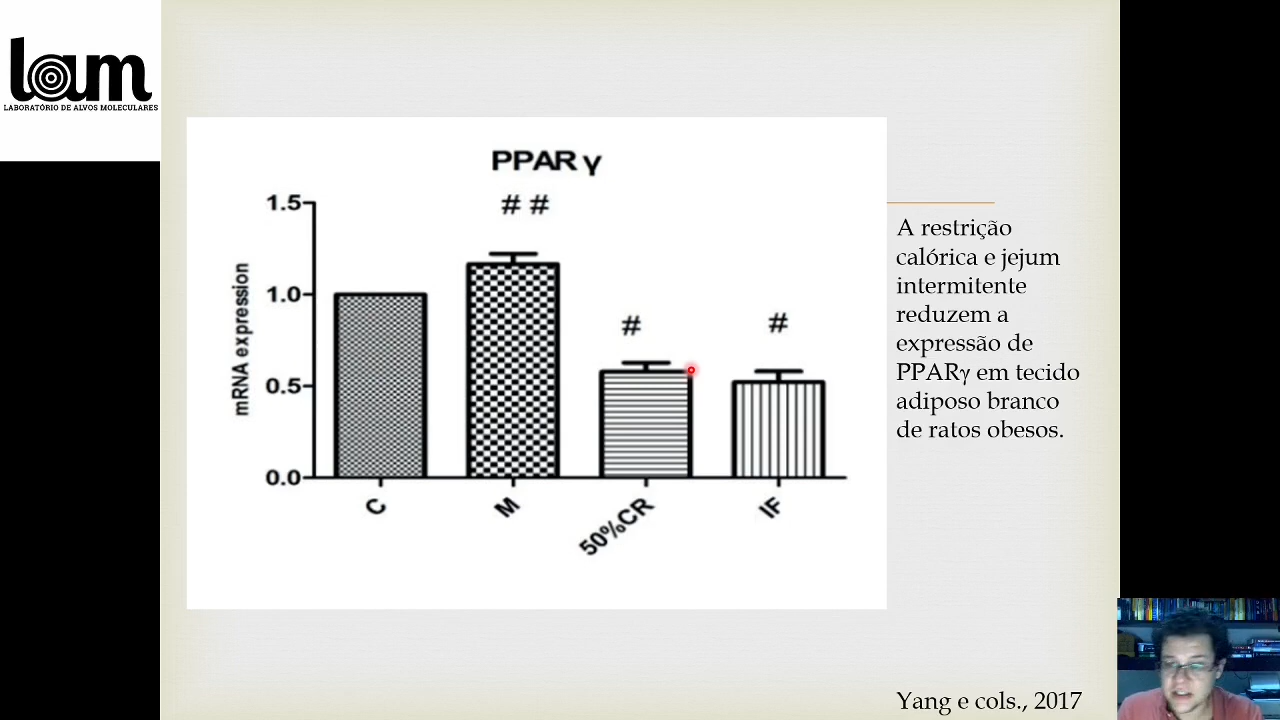 lam
LABORATÓRIO DE ALVOS MOLECULARES
PPAR γ
1.5
# #
1.0
#
#
0.5
0.0
mRNA expression
C
M
50%CR
IF
A restrição
calórica e jejum
intermitente
reduzem a
expressão de
PPARγ em tecido
adiposo branco
de ratos obesos.
Yang e cols., 2017